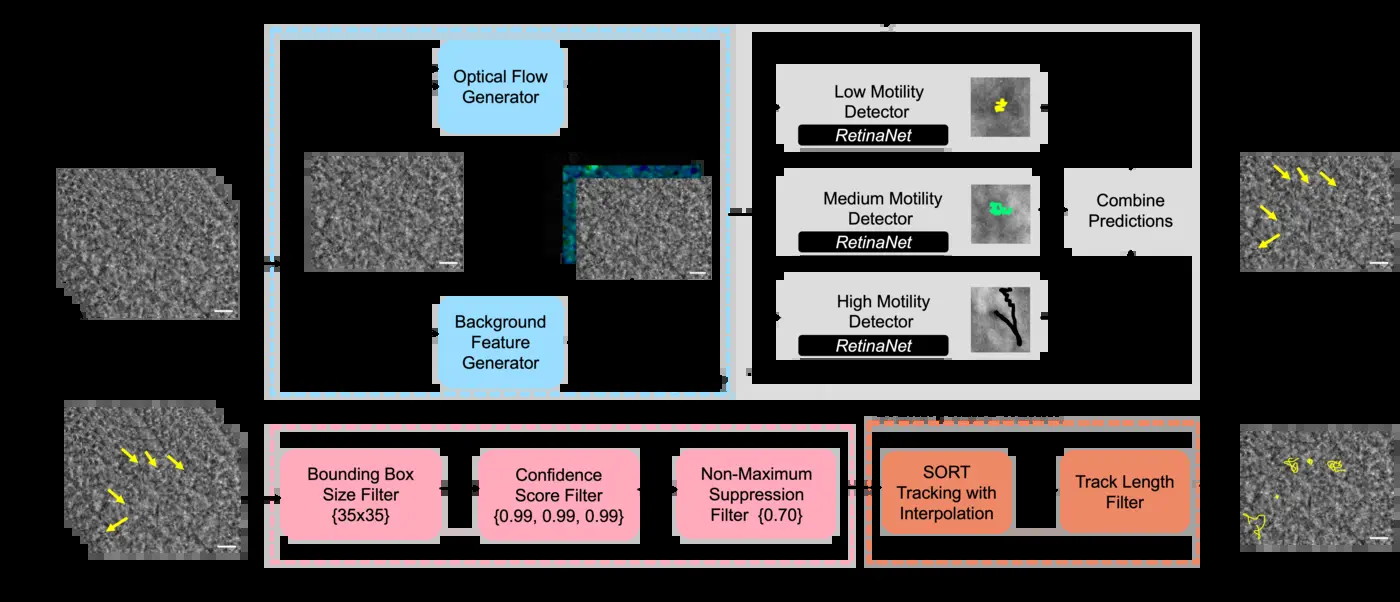 Optical Flow
Generator
Background
Feature
Generator
Low Motility
Detector
RetinaNet
Medium Motility
Detector
RetinaNet
High Motility
Detector
RetinaNet
Combine
Predictions
Bounding Box
Size Filter
{35x35}
Confidence
Score Filter
{0.99, 0.99, 0.99}
Non-Maximum
Suppression
Filter {0.70}
SORT
Tracking with
Interpolation
Track Length
Filter